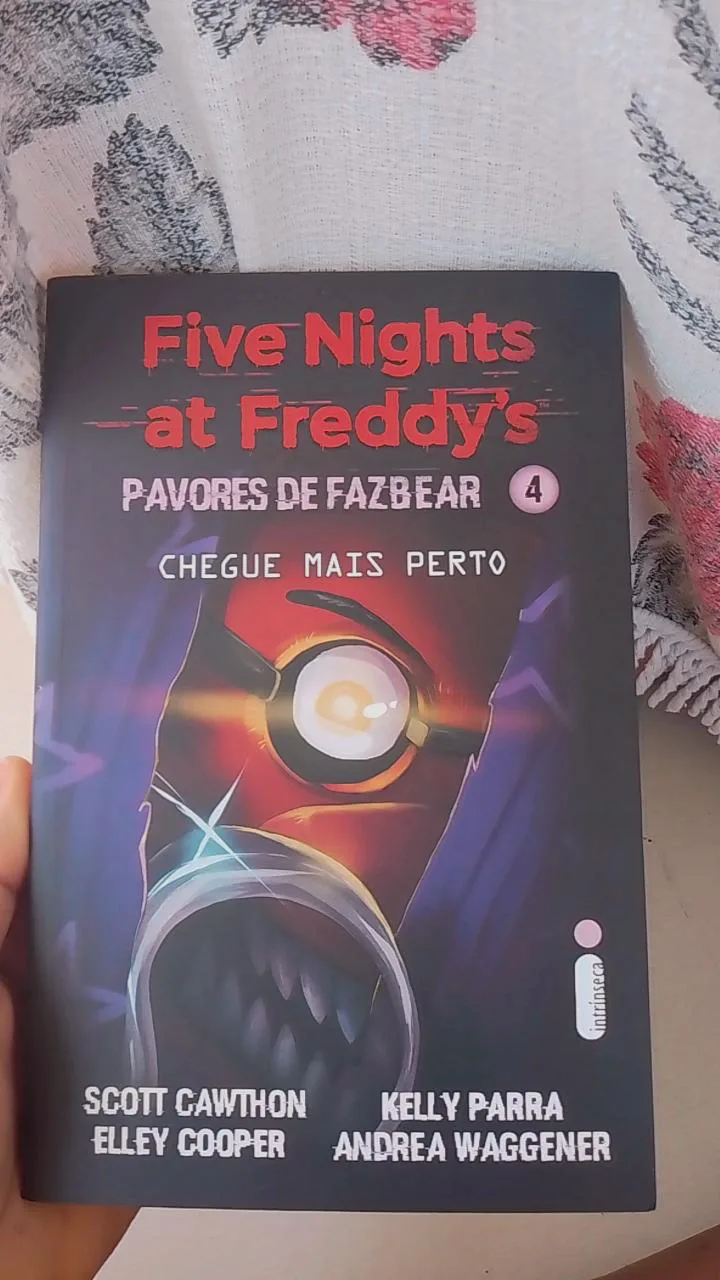 Five Nights
at Freddy's™
PAVORES DE FAZBEAR 4
CHEGUE MAIS PERTO
intrínseca
SCOTT CAWTHON
ELLEY COOPER
KELLY PARRA
ANDREA WAGGENER